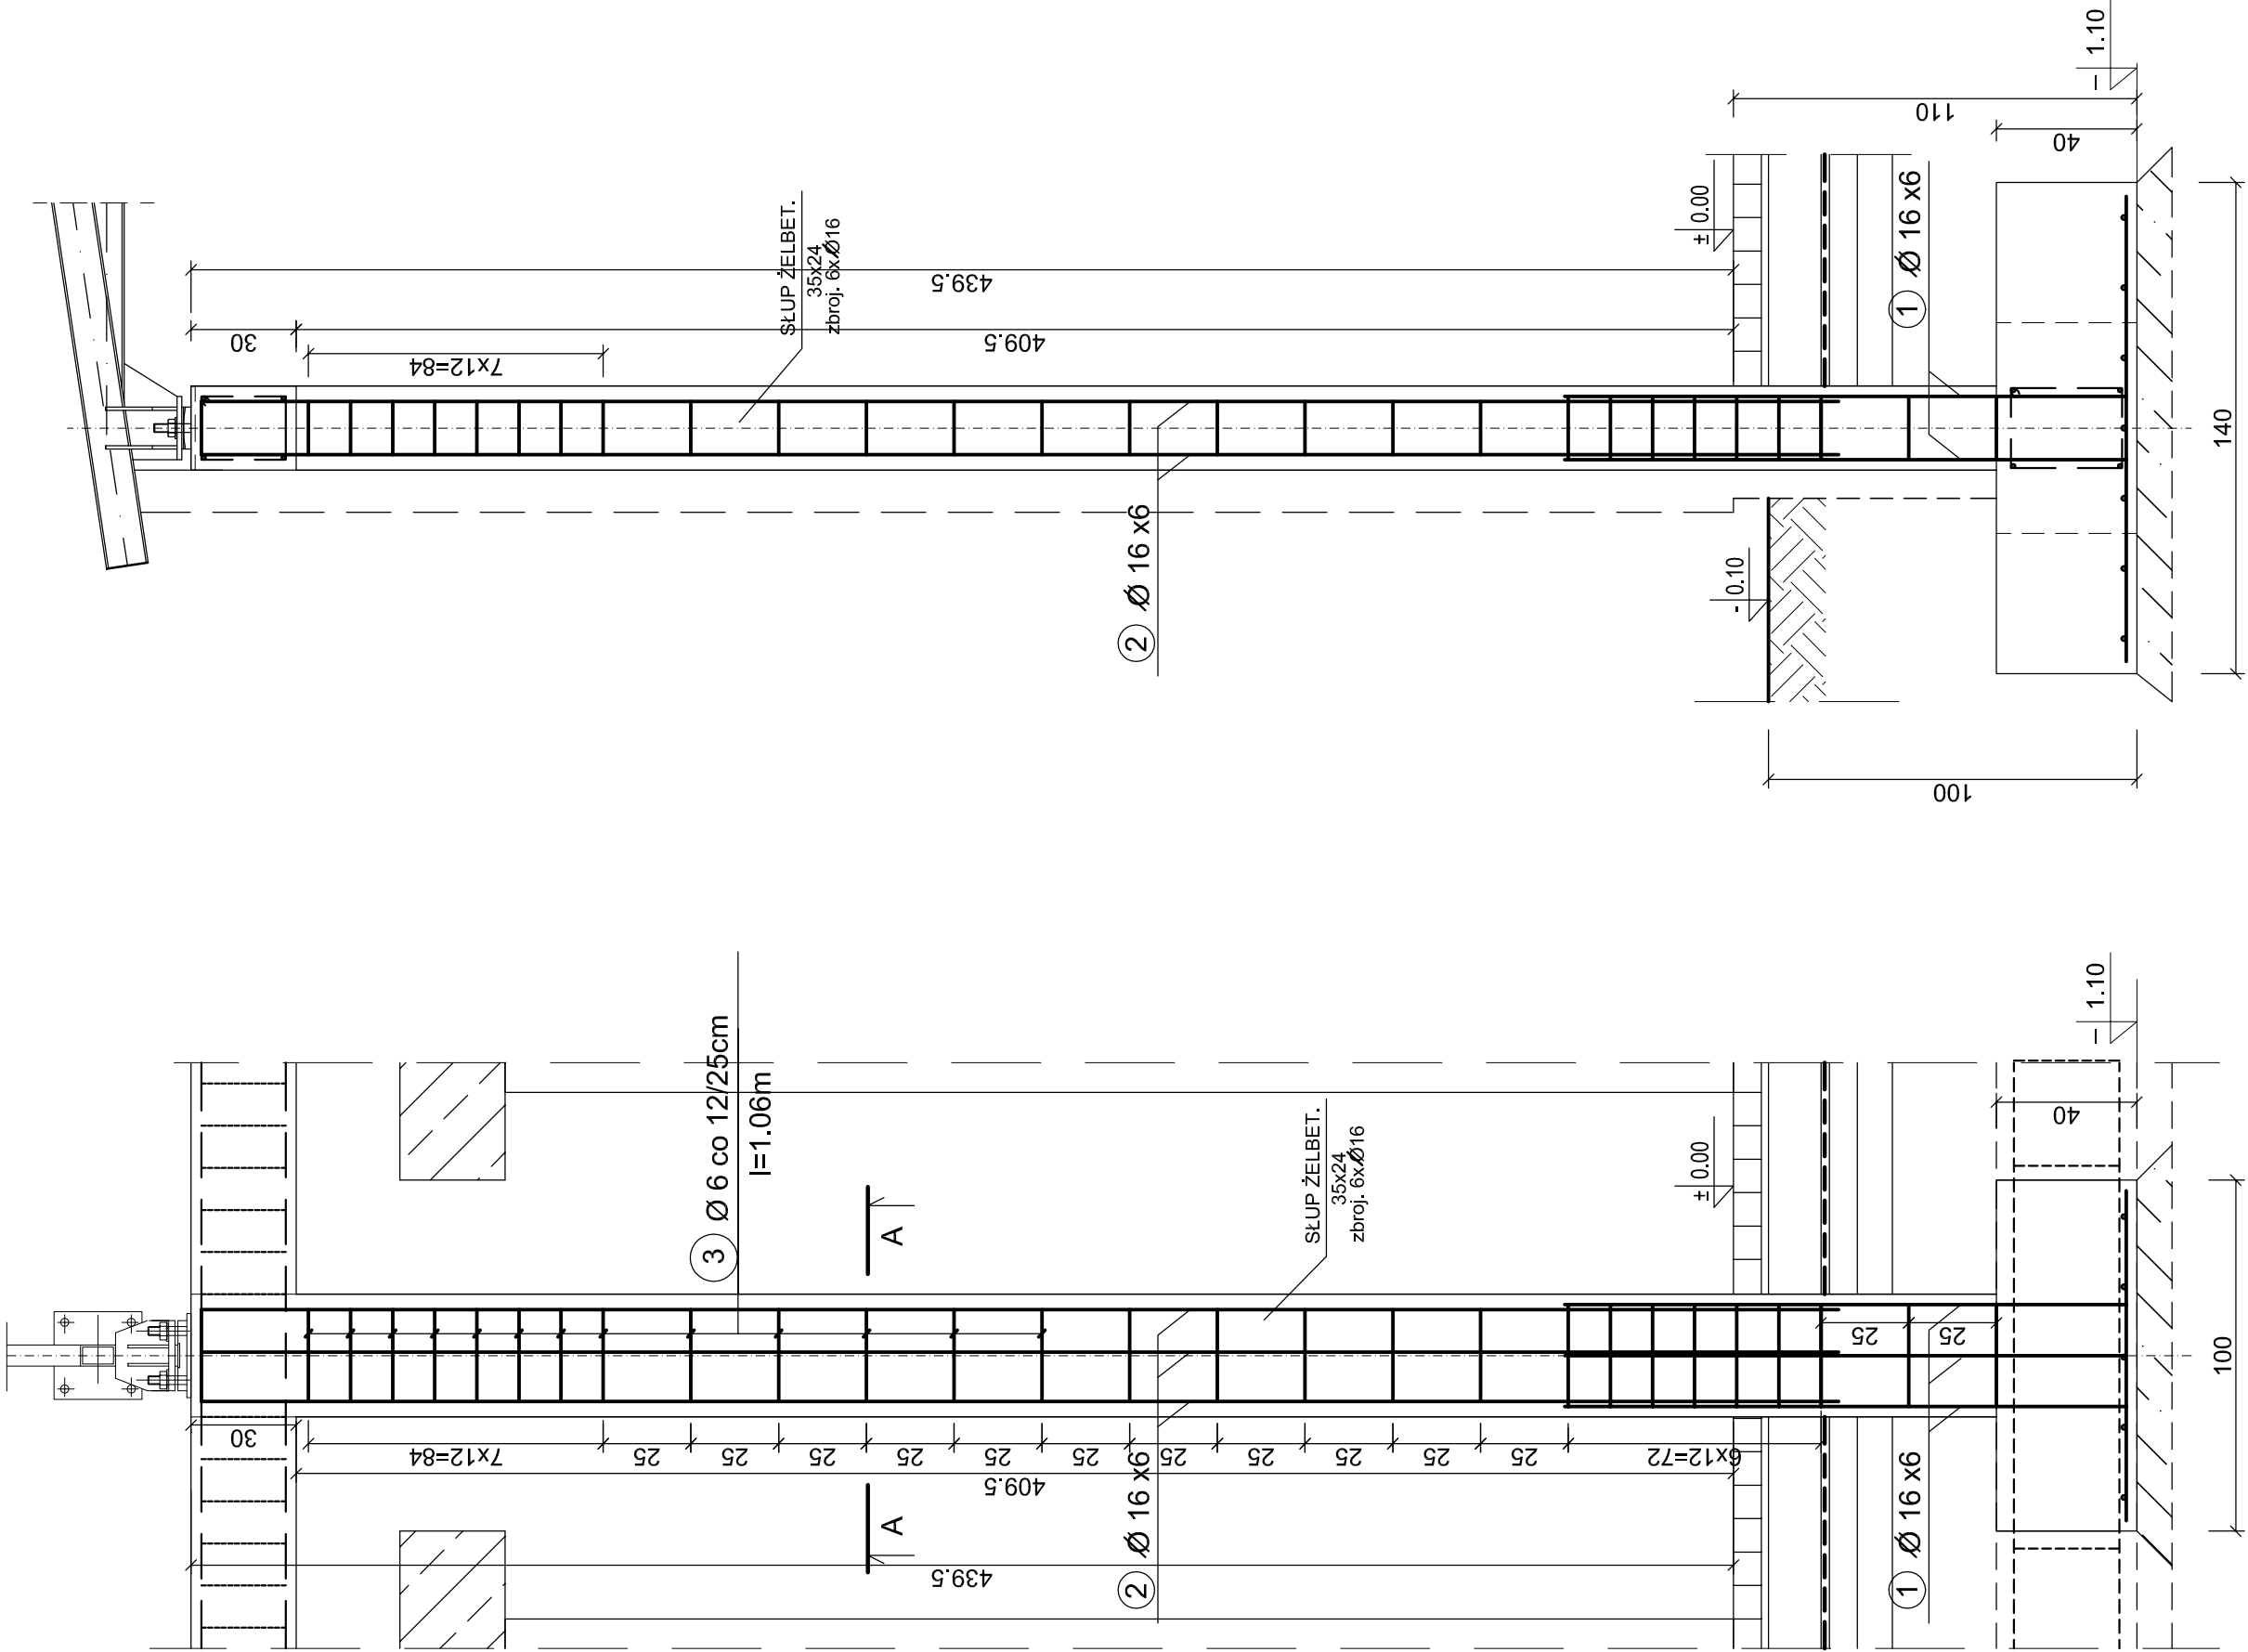 – 1.10
110
40
± 0.00
SŁUP ŻELBET.
35x24
zbroj. 6xØ16
439.5
30
409.5
7x12=84
1 Ø 16 x6
2 Ø 16 x6
- 0.10
140
100
– 1.10
40
± 0.00
3 Ø 6 co 12/25cm
l=1.06m
A
SŁUP ŻELBET.
35x24
zbroj. 6xØ16
25
25
100
30
7x12=84
25
25
25
25
25
25
25
25
25
25
25
6x12=72
409.5
A
439.5
2 Ø 16 x6
1 Ø 16 x6